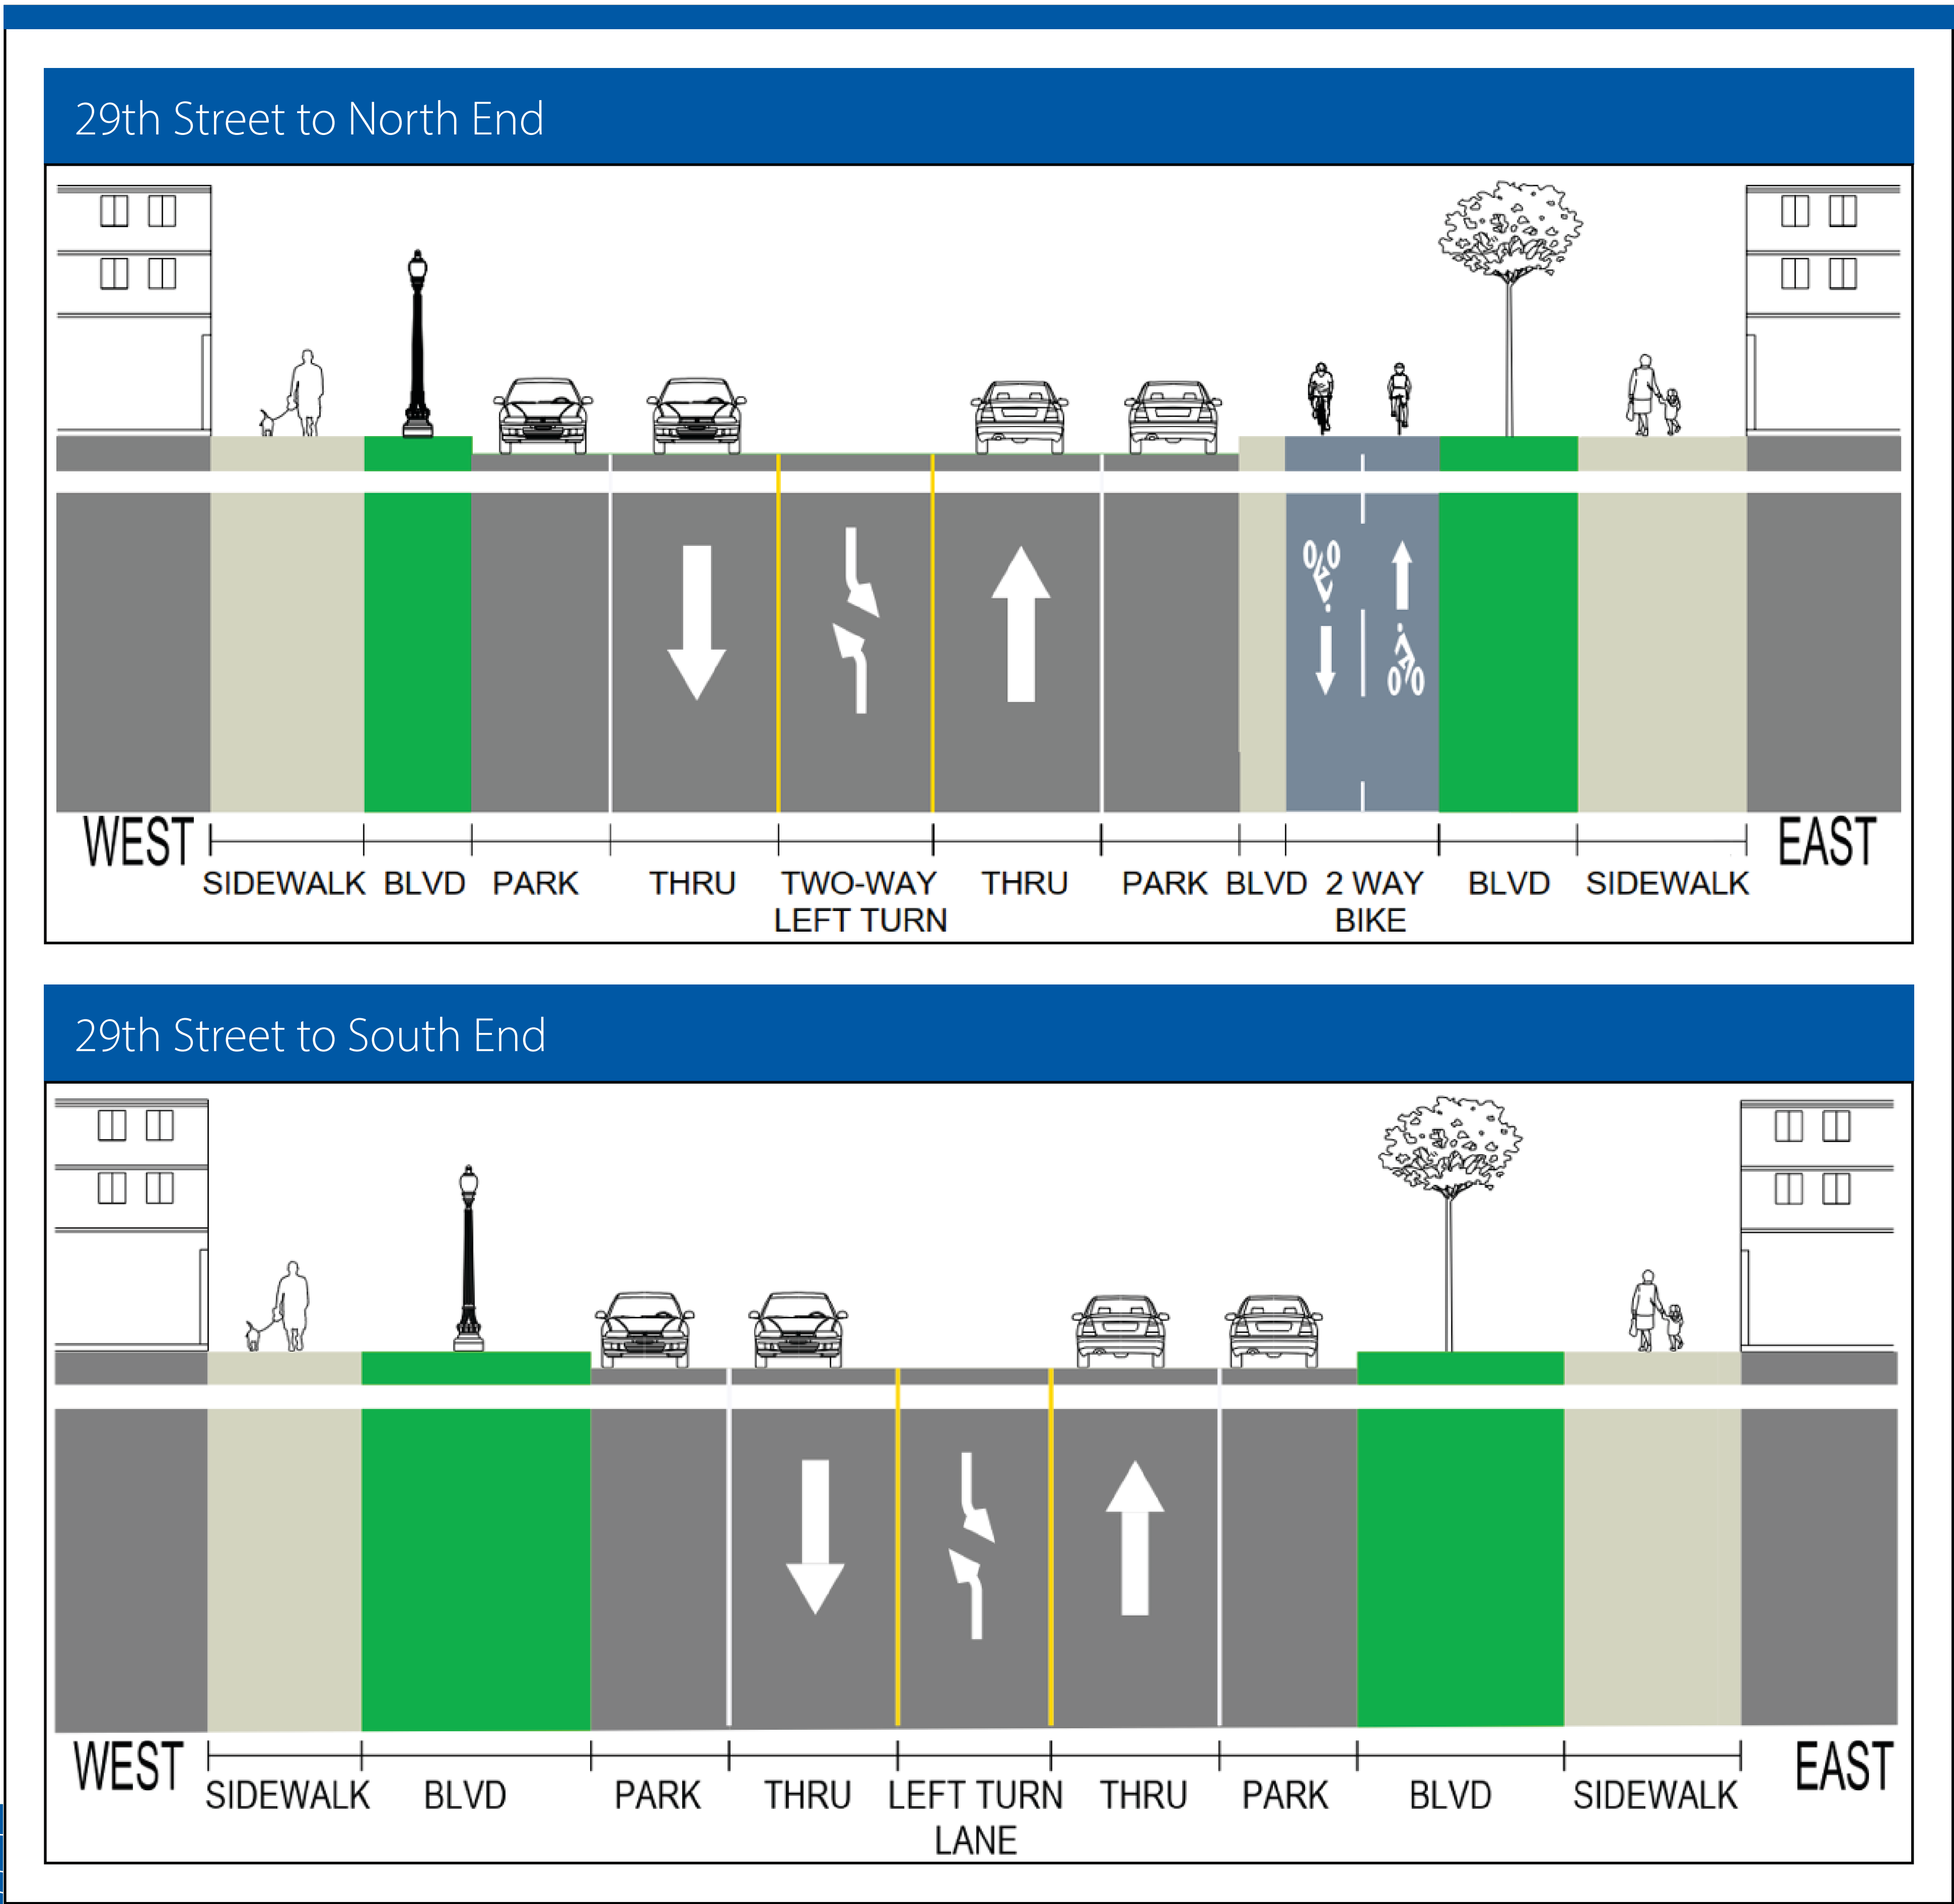 29th Street to North End
WEST
EAST
SIDEWALK BLVD PARK THRU TWO-WAY THRU PARK BLVD 2 WAY BLVD SIDEWALK
LEFT TURN BIKE
29th Street to South End
WEST
EAST
SIDEWALK BLVD PARK THRU LEFT TURN THRU PARK BLVD SIDEWALK
LANE